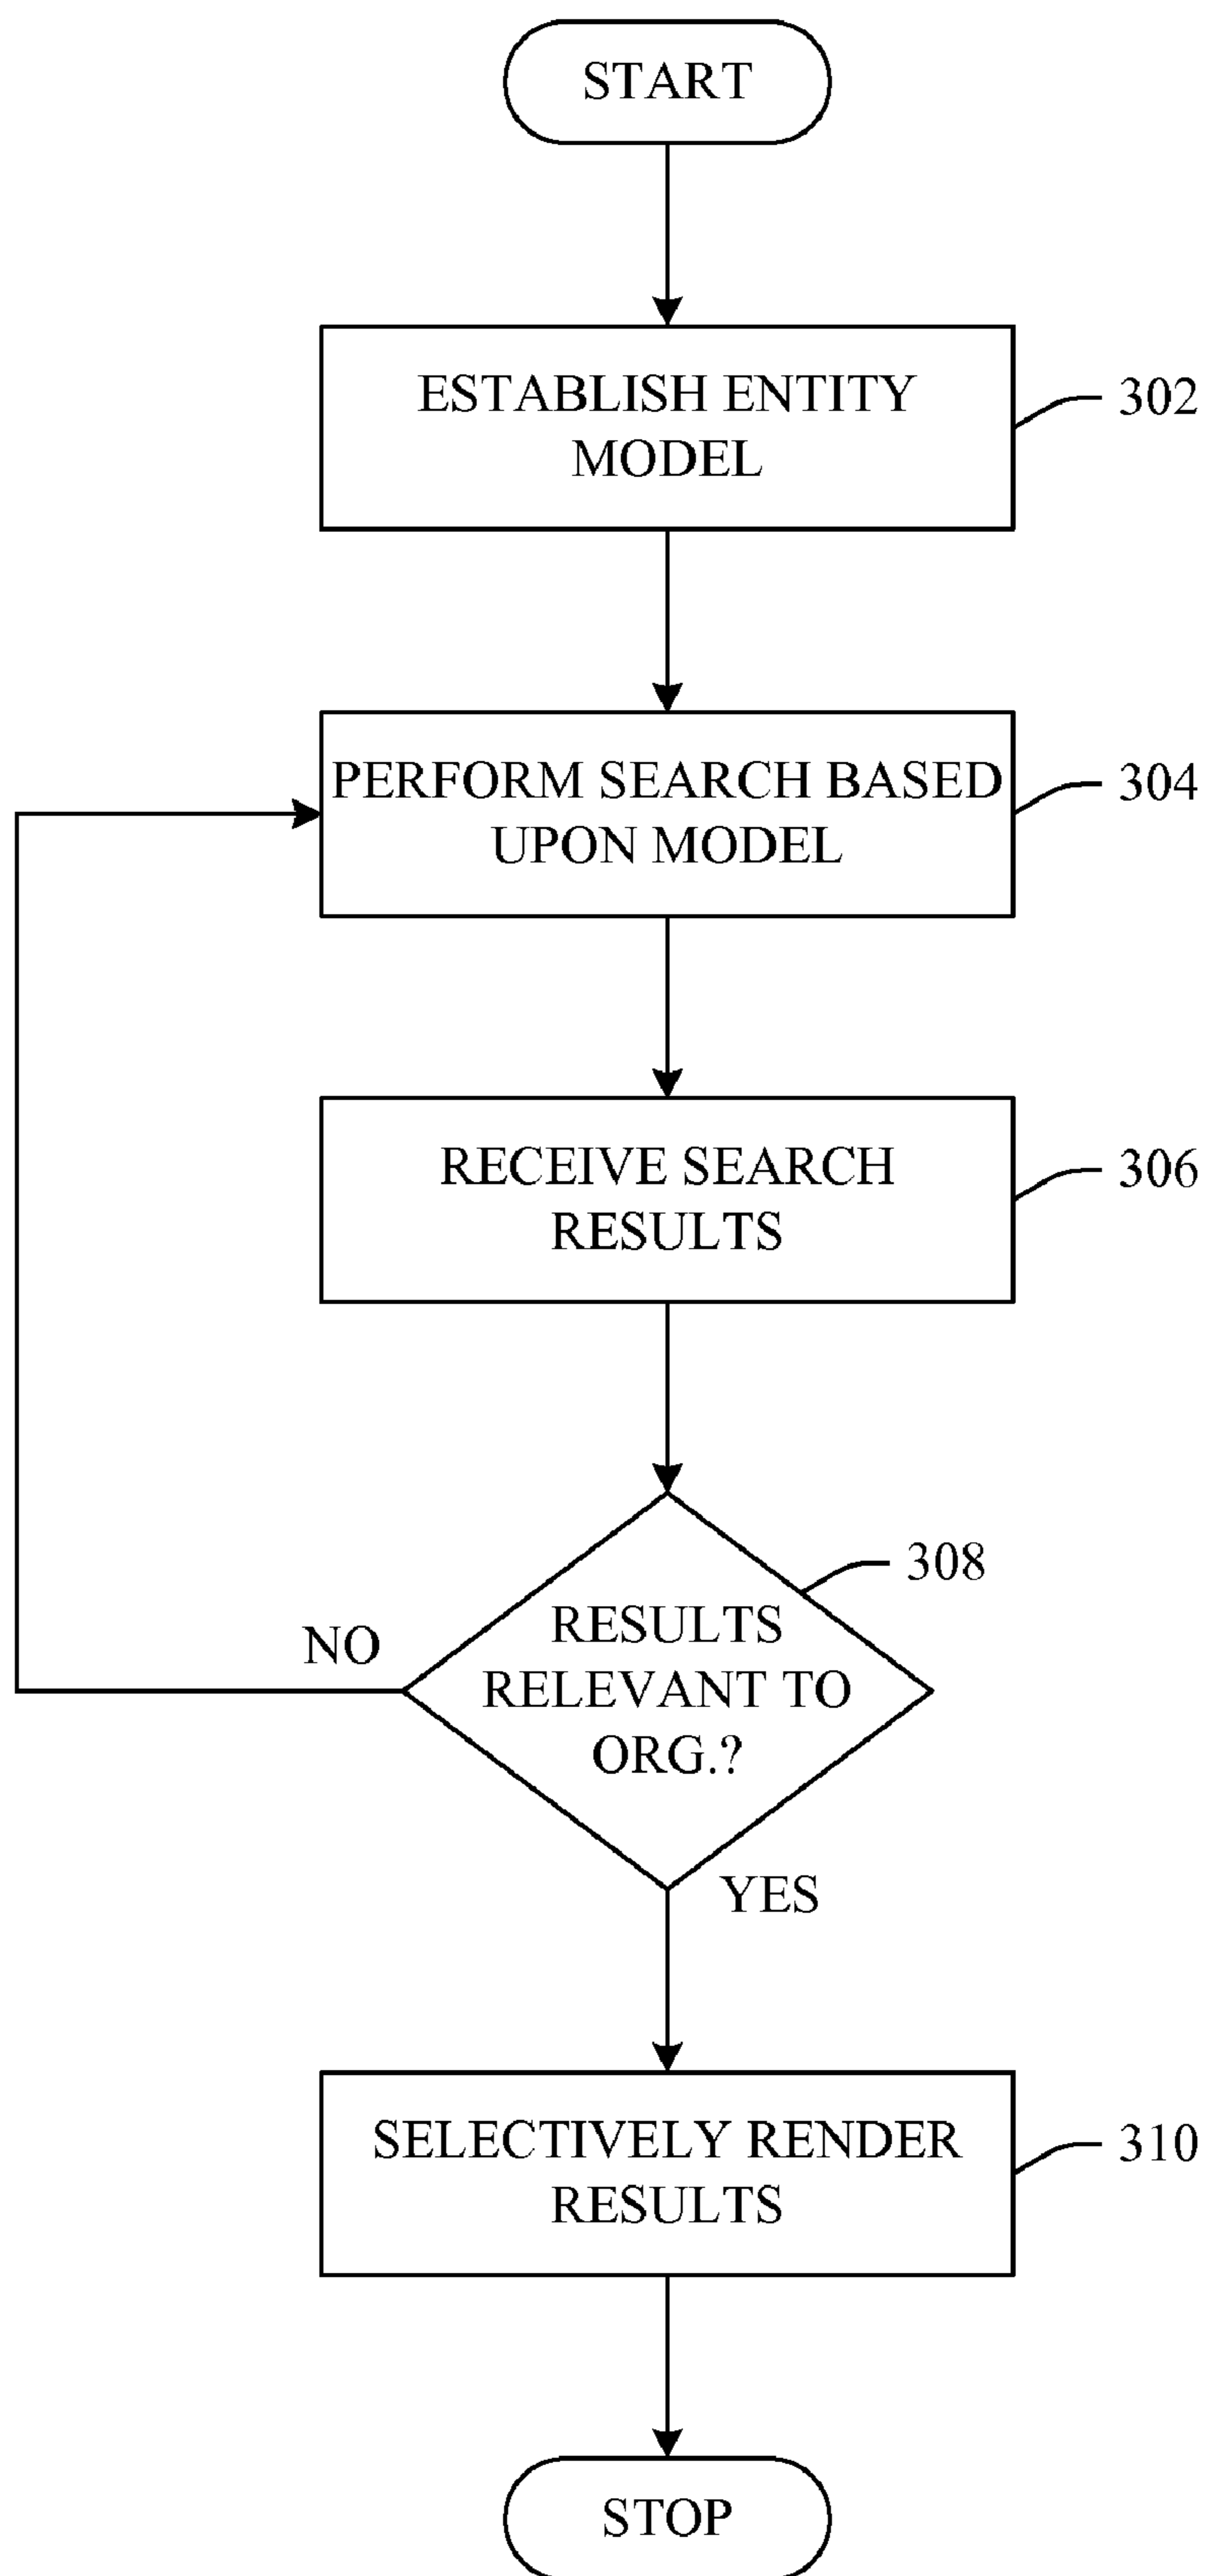 START
ESTABLISH ENTITY
MODEL
302
PERFORM SEARCH BASED
UPON MODEL
304
RECEIVE SEARCH
RESULTS
306
308
RESULTS
RELEVANT TO
ORG.?
NO
YES
SELECTIVELY RENDER
RESULTS
310
STOP